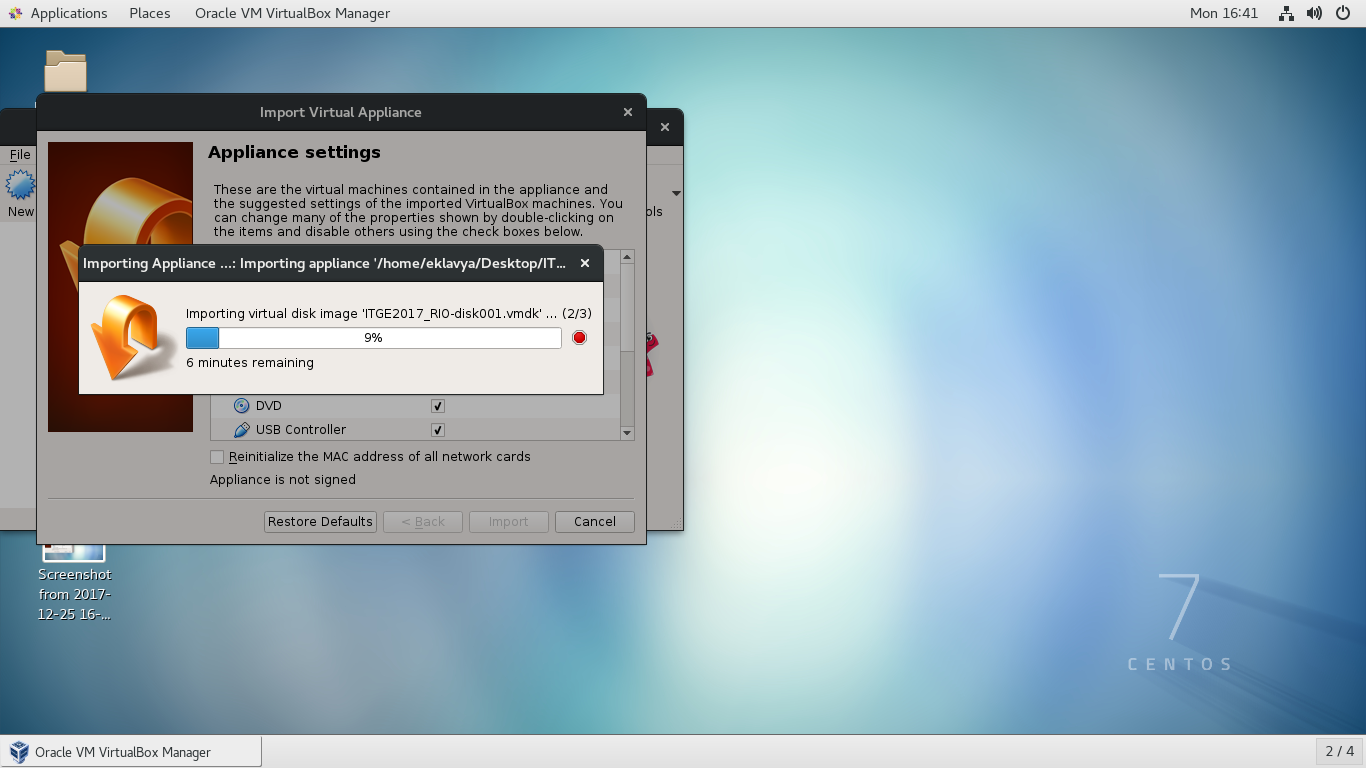 Applications Places Oracle VM VirtualBox Manager Mon 16:41
Import Virtual Appliance
File
New
Appliance settings
These are the virtual machines contained in the appliance and
the suggested settings of the imported VirtualBox machines. You
can change many of the properties shown by double-clicking on
the items and disable others using the check boxes below.
ols
Importing Appliance ...: Importing appliance '/home/eklavya/Desktop/IT...
Importing virtual disk image 'ITGE2017_RIO-disk001.vmdk' ... (2/3)
9%
6 minutes remaining
DVD
USB Controller
Reinitialize the MAC address of all network cards
Appliance is not signed
Restore Defaults < Back Import Cancel
Screenshot
from 2017-
12-25 16-...
7
CENTOS
Oracle VM VirtualBox Manager 2 / 4